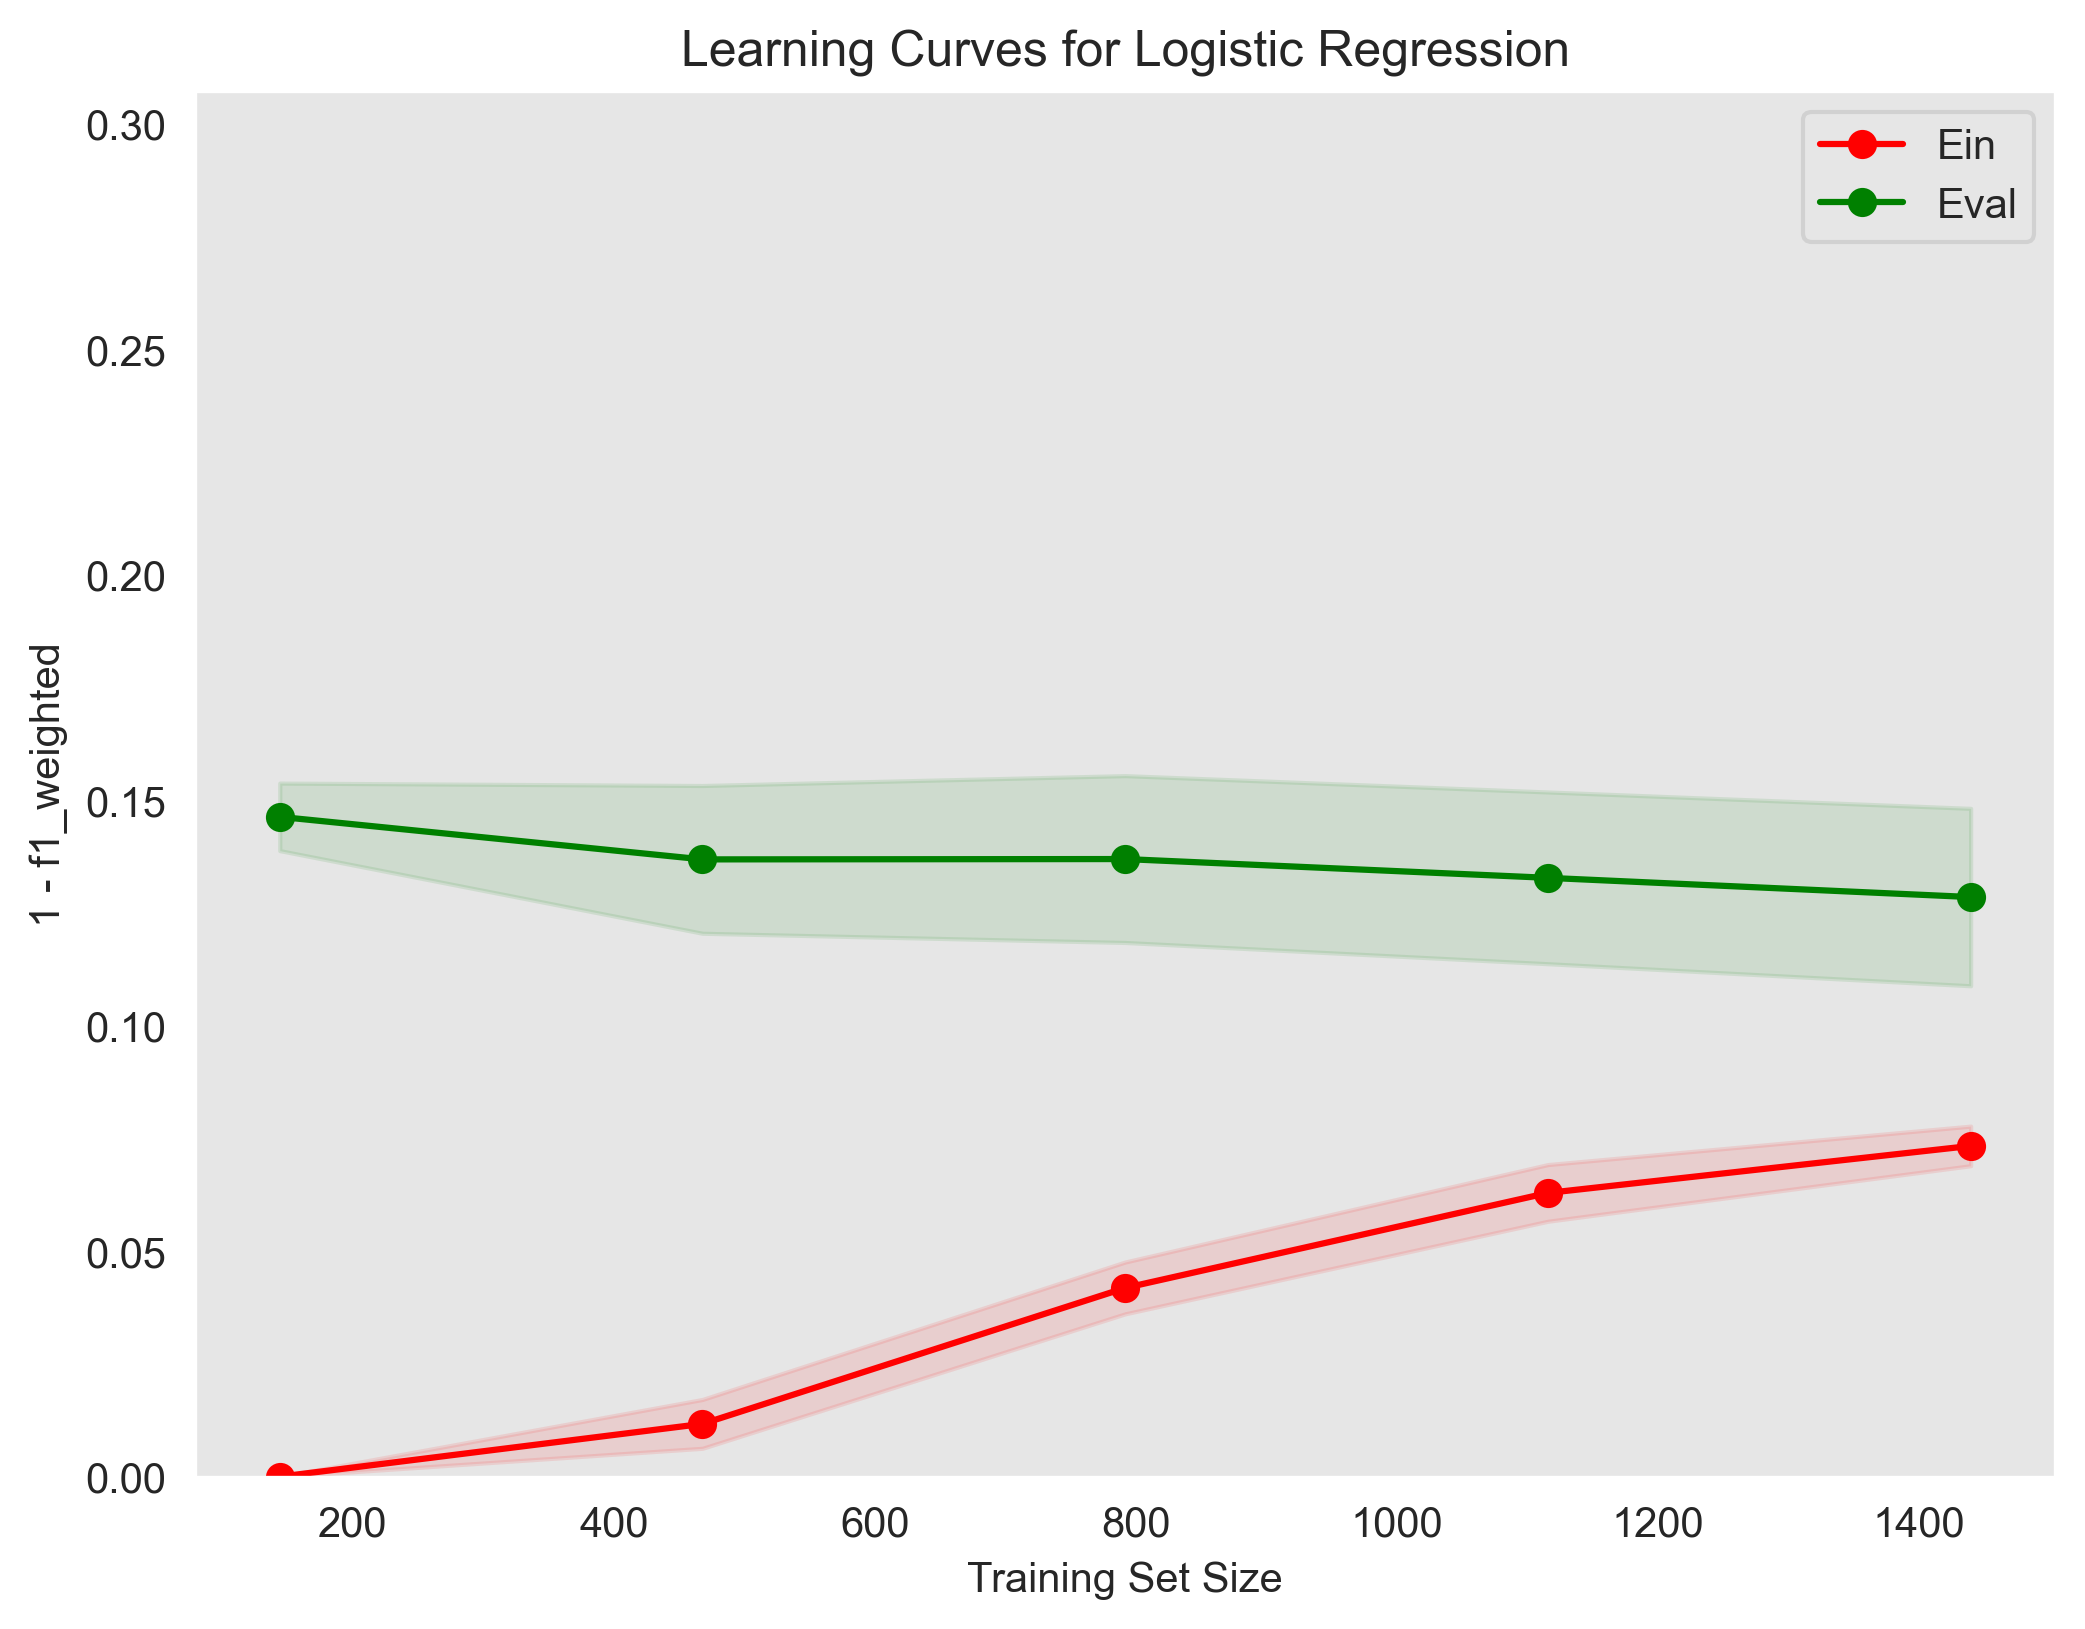 Learning Curves for Logistic Regression
0.30
0.25
0.20
0.15
0.10
0.05
0.00
1 - f1_weighted
Ein
Eval
200 400 600 800 1000 1200 1400
Training Set Size